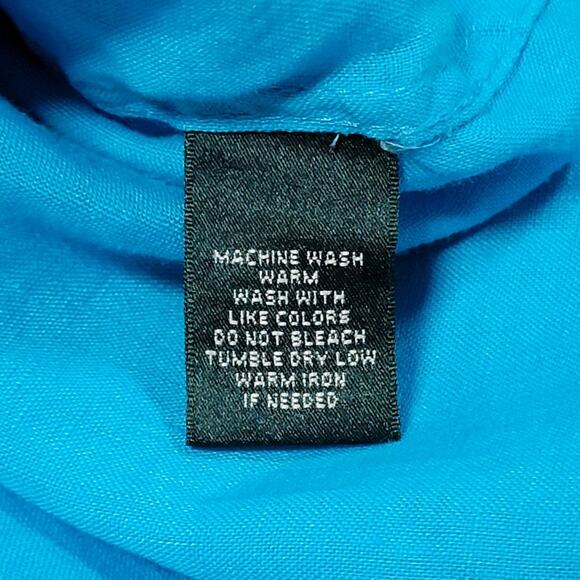 MACHINE WASH
WARM
WASH WITH
LIKE COLORS
DO NOT BLEACH
TUMBLE DRY LOW
WARM IRON
IF NEEDED